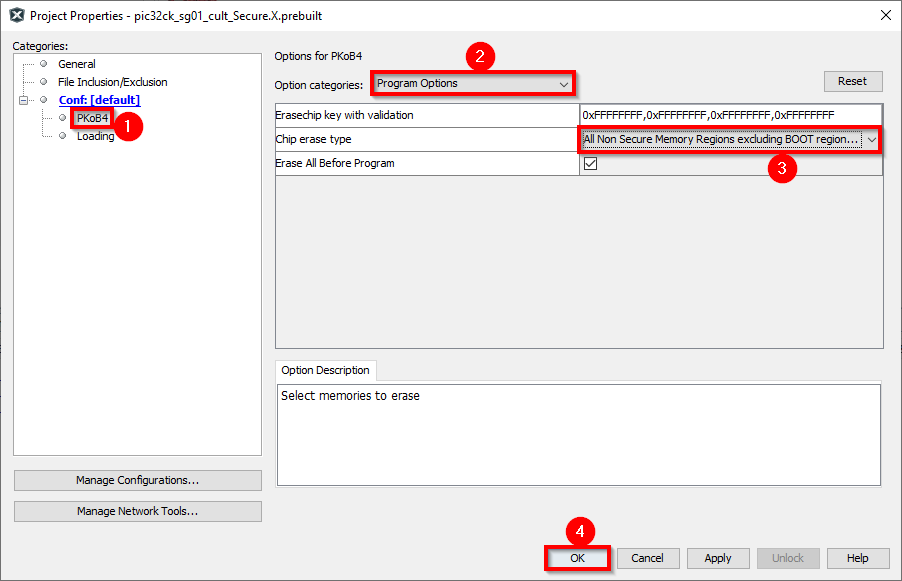 Project Properties - pic32ck_sg01_cult_Secure.X.prebuilt
Categories:
General
File Inclusion/Exclusion
Conf: [default]
PKoB4
1
Loading
Manage Configurations...
Manage Network Tools...
Options for PKoB4
2
Option categories:
Program Options
Reset
Erasechip key with validation
0xFFFFFFFF,0xFFFFFFFF,0xFFFFFFFF,0xFFFFFFFF
Chip erase type
All Non Secure Memory Regions excluding BOOT region...
Erase All Before Program
3
Option Description
Select memories to erase
4
OK
Cancel
Apply
Unlock
Help